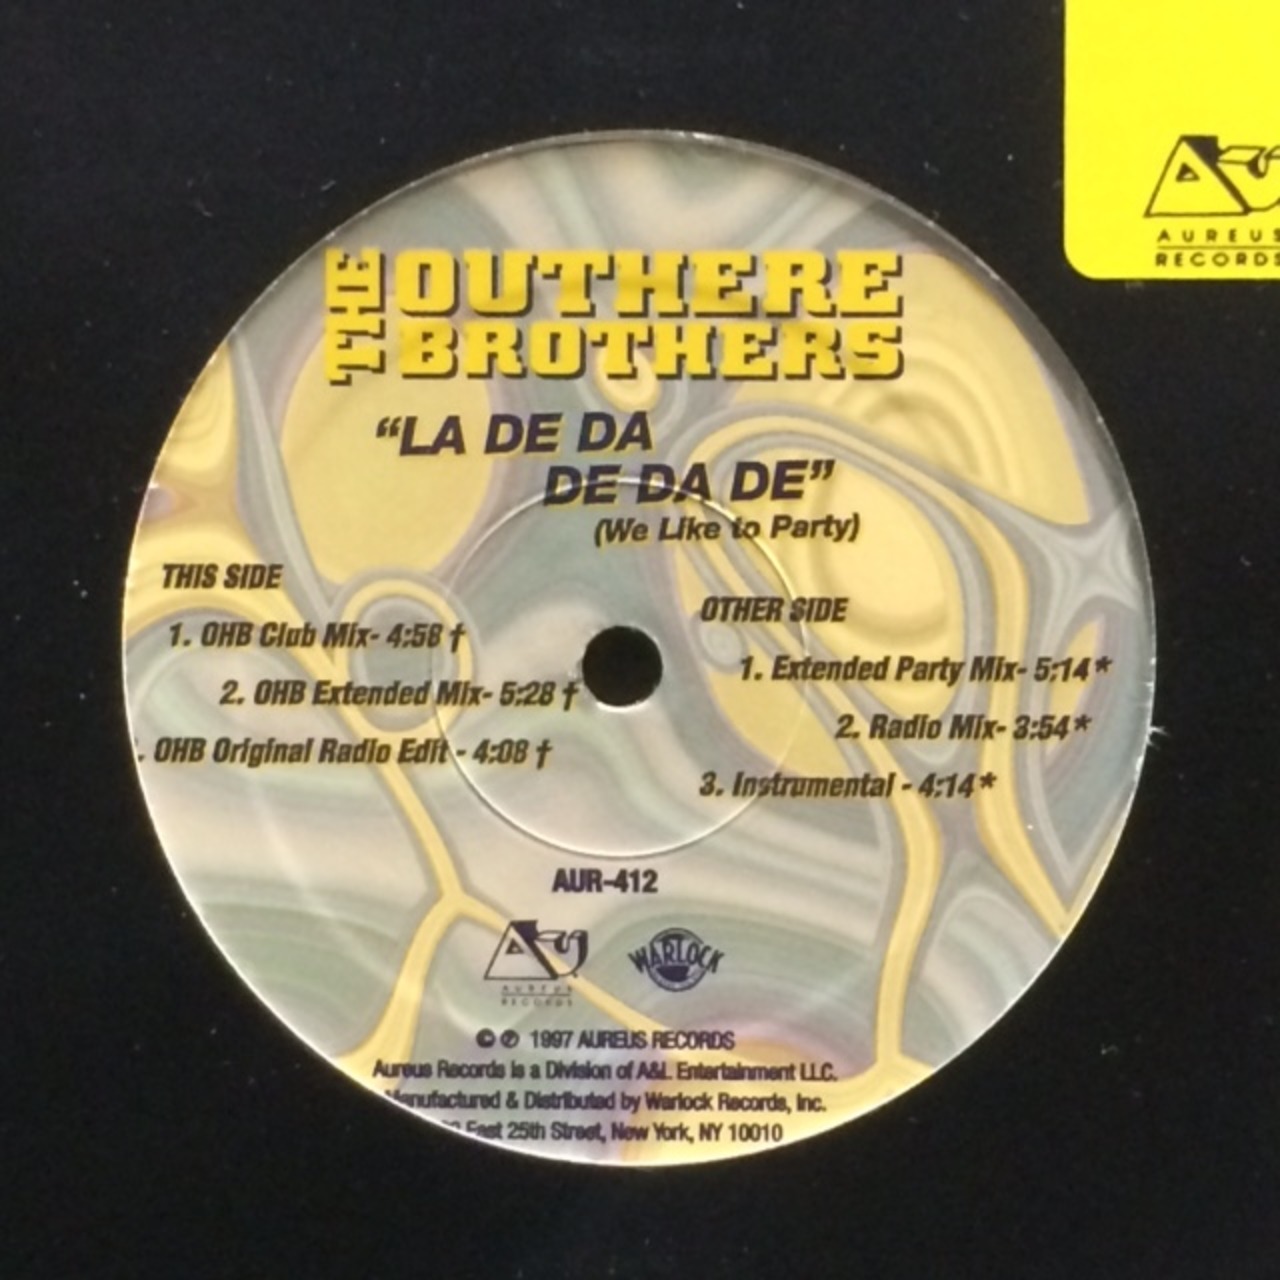 THE OUTHERE
BROTHERS
"LA DE DA
DE DA DE"
(We Like to Party)
THIS SIDE
1. OHB Club Mix- 4:58 †
2. OHB Extended Mix- 5:28 †
. OHB Original Radio Edit - 4:08 †
OTHER SIDE
1. Extended Party Mix- 5:14*
2. Radio Mix- 3:54*
3. Instrumental - 4:14*
AUR-412
AUREUS
RECORDS
WARLOCK
© ℗ 1997 AUREUS RECORDS
Aureus Records is a Division of A&L Entertainment LLC.
Manufactured & Distributed by Warlock Records, Inc.
East 25th Street, New York, NY 10010
AUREUS
RECORDS